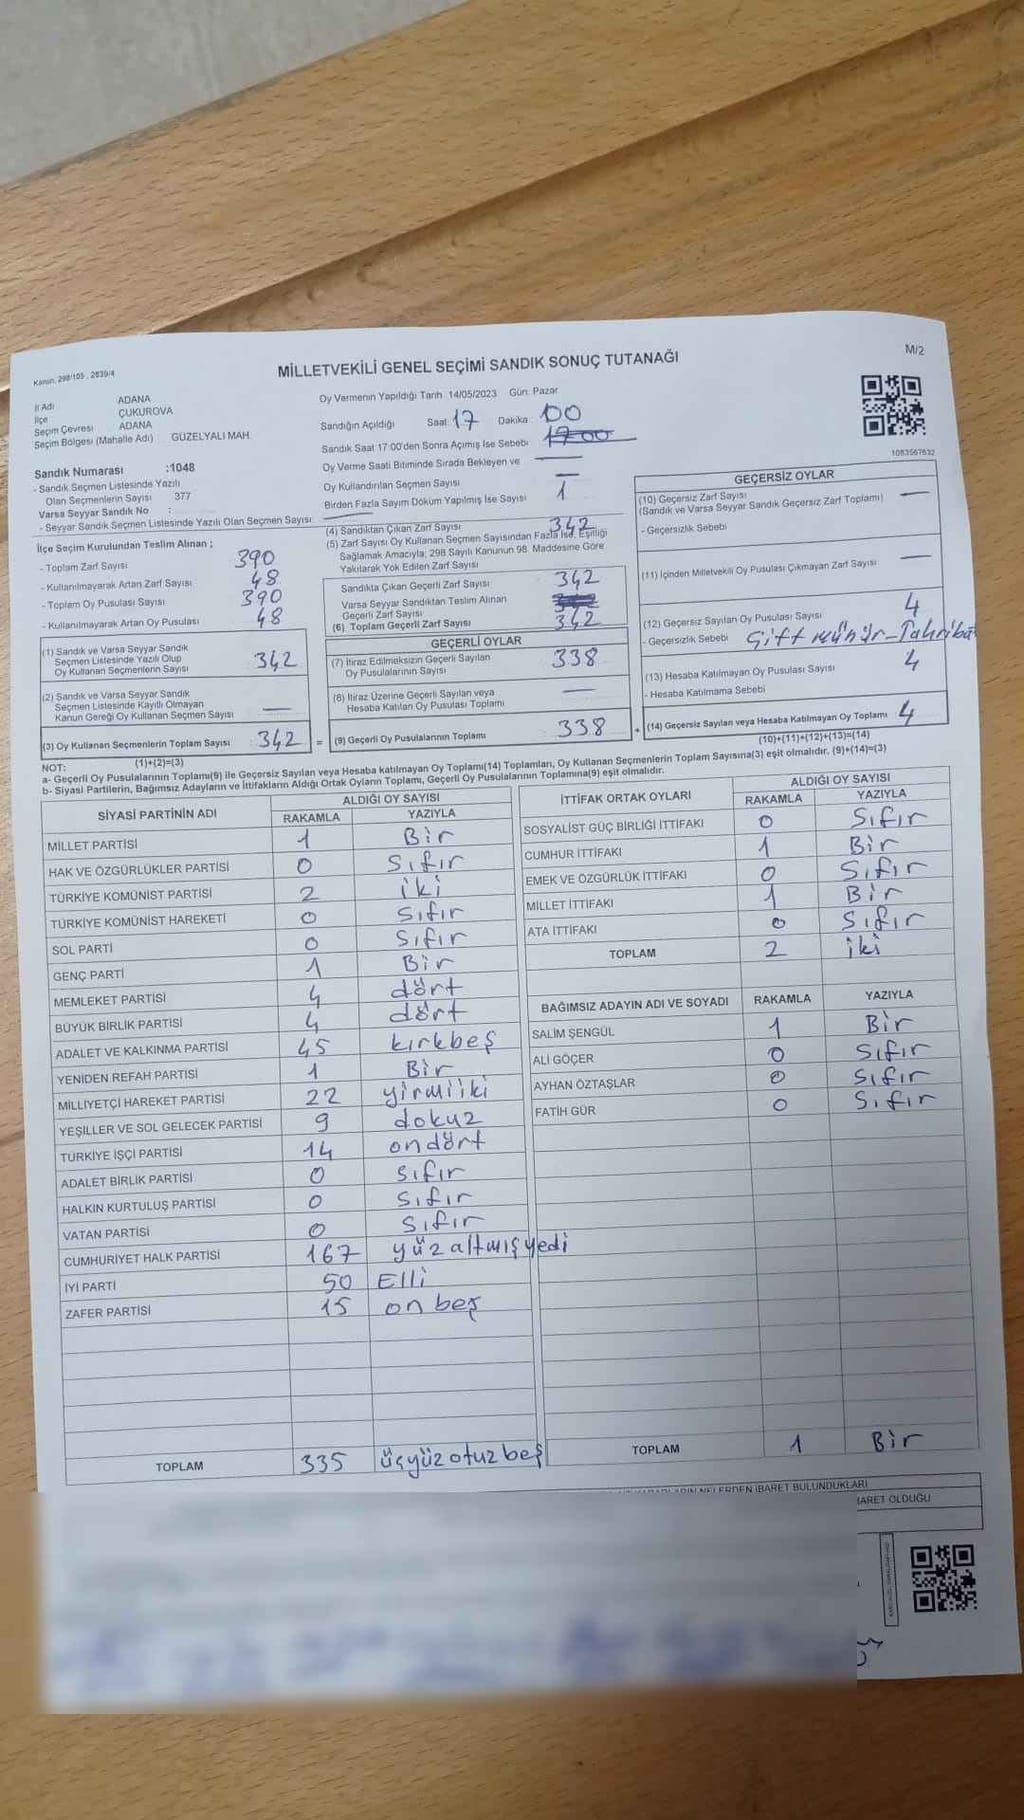 MİLLETVEKİLİ GENEL SEÇİMİ SANDIK SONUÇ TUTANAĞI
M/2
Kanun, 298/105 , 2839/4
İl Adı ADANA
İlçe ÇUKUROVA
Seçim Çevresi ADANA
Seçim Bölgesi (Mahalle Adı) GÜZELYALI MAH.
Sandık Numarası :1048
- Sandık Seçmen Listesinde Yazılı
Olan Seçmenlerin Sayısı 377
Varsa Seyyar Sandık No :
- Seyyar Sandık Seçmen Listesinde Yazılı Olan Seçmen Sayısı :
İlçe Seçim Kurulundan Teslim Alınan ;
- Toplam Zarf Sayısı 390
- Kullanılmayarak Artan Zarf Sayısı 48
- Toplam Oy Pusulası Sayısı 390
- Kullanılmayarak Artan Oy Pusulası 48
(1) Sandık ve Varsa Seyyar Sandık
Seçmen Listesinde Yazılı Olup
Oy Kullanan Seçmenlerin Sayısı 342
(2) Sandık ve Varsa Seyyar Sandık
Seçmen Listesinde Kayıtlı Olmayan
Kanun Gereği Oy Kullanan Seçmen Sayısı —
(3) Oy Kullanan Seçmenlerin Toplam Sayısı 342 =
Oy Vermenin Yapıldığı Tarih 14/05/2023 Gün: Pazar
Sandığın Açıldığı Saat: 17 Dakika: 00
Sandık Saat 17:00'den Sonra Açımış İse Sebebi 17 00
Oy Verme Saati Bitiminde Sırada Bekleyen ve —
Oy Kullandırılan Seçmen Sayısı —
Birden Fazla Sayım Döküm Yapılmış İse Sayısı 1
(4) Sandıktan Çıkan Zarf Sayısı 342
(5) Zarf Sayısı Oy Kullanan Seçmen Sayısından Fazla İse, Eşitliği
Sağlamak Amacıyla, 298 Sayılı Kanunun 98. Maddesine Göre
Yakılarak Yok Edilen Zarf Sayısı
Sandıkta Çıkan Geçerli Zarf Sayısı 342
Varsa Seyyar Sandıktan Teslim Alınan
Geçerli Zarf Sayısı
(6) Toplam Geçerli Zarf Sayısı 342
GEÇERLİ OYLAR
(7) İtiraz Edilmeksizin Geçerli Sayılan
Oy Pusulalarının Sayısı 338
(8) İtiraz Üzerine Geçerli Sayılan veya
Hesaba Katılan Oy Pusulası Toplamı —
(9) Geçerli Oy Pusulalarının Toplamı 338 +
1083567832
GEÇERSİZ OYLAR
(10) Geçersiz Zarf Sayısı —
(Sandık ve Varsa Seyyar Sandık Geçersiz Zarf Toplamı)
- Geçersizlik Sebebi
(11) İçinden Milletvekili Oy Pusulası Çıkmayan Zarf Sayısı —
(12) Geçersiz Sayılan Oy Pusulası Sayısı 4
- Geçersizlik Sebebi Çift mühür-Tahribat
(13) Hesaba Katılmayan Oy Pusulası Sayısı 4
- Hesaba Katılmama Sebebi
(14) Geçersiz Sayılan veya Hesaba Katılmayan Oy Toplamı 4
(10)+(11)+(12)+(13)=(14)
NOT: (1)+(2)=(3)
a- Geçerli Oy Pusulalarının Toplamı(9) ile Geçersiz Sayılan veya Hesaba katılmayan Oy Toplamı(14) Toplamları, Oy Kullanan Seçmenlerin Toplam Sayısına(3) eşit olmalıdır. (9)+(14)=(3)
b- Siyasi Partilerin, Bağımsız Adayların ve İttifakların Aldığı Ortak Oyların Toplamı, Geçerli Oy Pusulalarının Toplamına(9) eşit olmalıdır.
SİYASİ PARTİNİN ADI ALDIĞI OY SAYISI
RAKAMLA YAZIYLA
MİLLET PARTİSİ 1 Bir
HAK VE ÖZGÜRLÜKLER PARTİSİ 0 Sıfır
TÜRKİYE KOMÜNİST PARTİSİ 2 iki
TÜRKİYE KOMÜNİST HAREKETİ 0 Sıfır
SOL PARTİ 0 Sıfır
GENÇ PARTİ 1 Bir
MEMLEKET PARTİSİ 4 dört
BÜYÜK BİRLİK PARTİSİ 4 dört
ADALET VE KALKINMA PARTİSİ 45 kırkbeş
YENİDEN REFAH PARTİSİ 1 Bir
MİLLİYETÇİ HAREKET PARTİSİ 22 yirmiiki
YEŞİLLER VE SOL GELECEK PARTİSİ 9 dokuz
TÜRKİYE İŞÇİ PARTİSİ 14 ondört
ADALET BİRLİK PARTİSİ 0 Sıfır
HALKIN KURTULUŞ PARTİSİ 0 Sıfır
VATAN PARTİSİ 0 Sıfır
CUMHURİYET HALK PARTİSİ 167 yüz altmış yedi
İYİ PARTİ 50 Elli
ZAFER PARTİSİ 15 on beş
TOPLAM 335 üçyüz otuz beş
İTTİFAK ORTAK OYLARI ALDIĞI OY SAYISI
RAKAMLA YAZIYLA
SOSYALİST GÜÇ BİRLİĞİ İTTİFAKI 0 Sıfır
CUMHUR İTTİFAKI 1 Bir
EMEK VE ÖZGÜRLÜK İTTİFAKI 0 Sıfır
MİLLET İTTİFAKI 1 Bir
ATA İTTİFAKI 0 Sıfır
TOPLAM 2 iki
BAĞIMSIZ ADAYIN ADI VE SOYADI RAKAMLA YAZIYLA
SALİM ŞENGÜL 1 Bir
ALİ GÖÇER 0 Sıfır
AYHAN ÖZTAŞLAR 0 Sıfır
FATİH GÜR 0 Sıfır
TOPLAM 1 Bir
NELERDEN İBARET BULUNDUKLARI
İBARET OLDUĞU